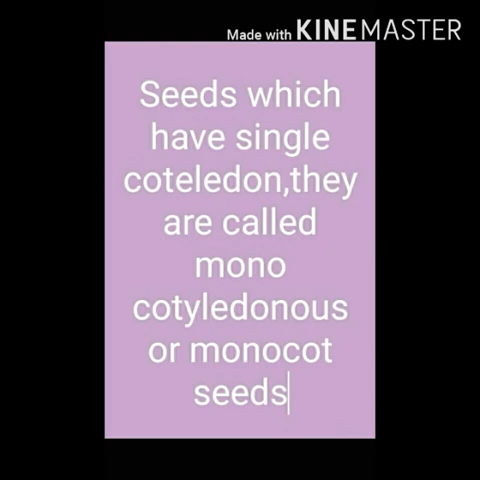 Made with KINEMASTER
Seeds which
have single
coteledon,they
are called
mono
cotyledonous
or monocot
seeds